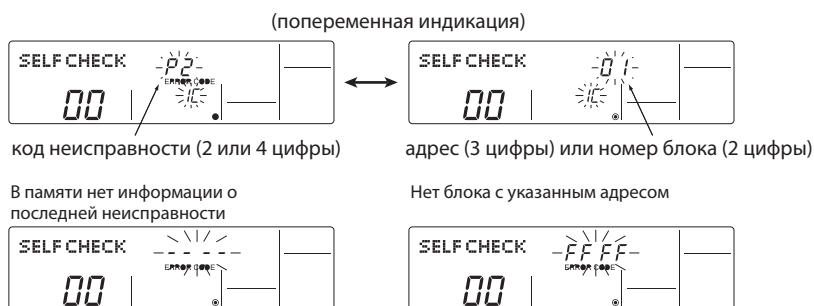 (попеременная индикация)
SELF CHECK P2
ERROR CODE
00 IC
SELF CHECK 01
00 IC
код неисправности (2 или 4 цифры)
адрес (3 цифры) или номер блока (2 цифры)
В памяти нет информации о
последней неисправности
Нет блока с указанным адресом
SELF CHECK -- --
ERROR CODE
00
SELF CHECK FFFF
ERROR CODE
00